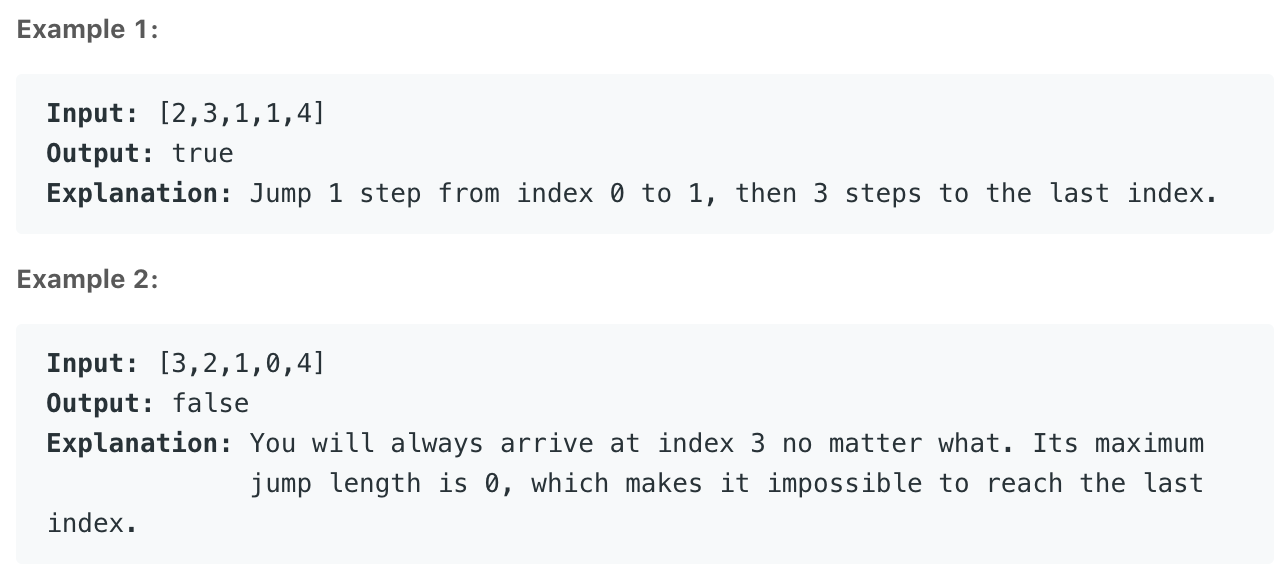 Example 1:
Input: [2,3,1,1,4]
Output: true
Explanation: Jump 1 step from index 0 to 1, then 3 steps to the last index.
Example 2:
Input: [3,2,1,0,4]
Output: false
Explanation: You will always arrive at index 3 no matter what. Its maximum
jump length is 0, which makes it impossible to reach the last
index.